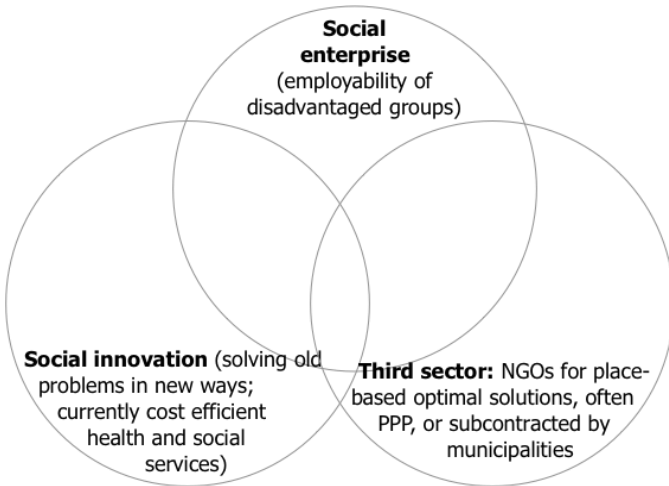 Social
enterprise
(employability of
disadvantaged groups)
Social innovation (solving old
problems in new ways;
currently cost efficient
health and social
services)
Third sector: NGOs for place-
based optimal solutions, often
PPP, or subcontracted by
municipalities